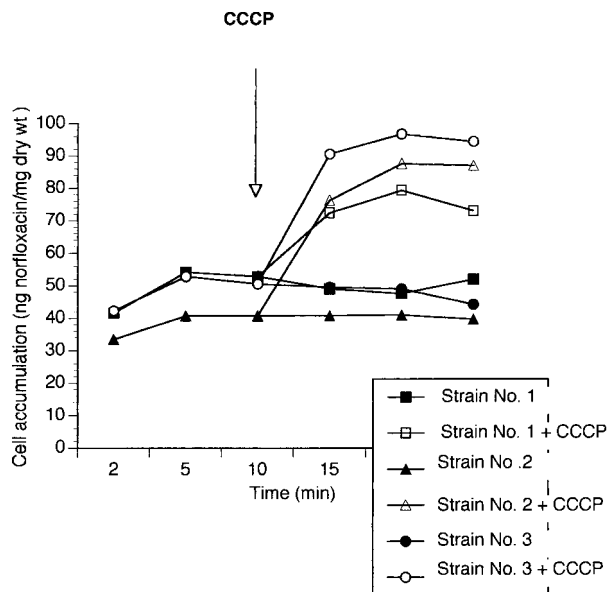 CCCP
Cell accumulation (ng norfloxacin/mg dry wt )
100
90
80
70
60
50
40
30
20
10
0
2 5 10 15
Time (min)
Strain No. 1
Strain No. 1 + CCCP
Strain No .2
Strain No. 2 + CCCP
Strain No. 3
Strain No. 3 + CCCP